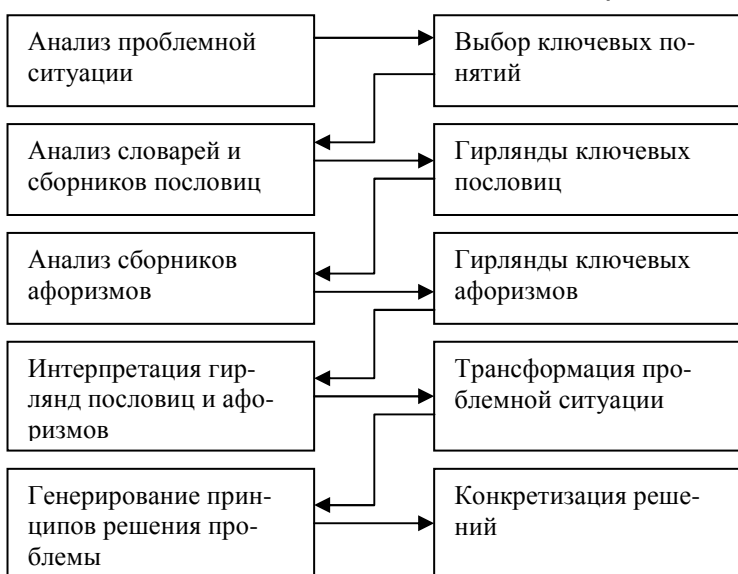 Анализ проблемной
ситуации
Выбор ключевых по-
нятий
Анализ словарей и
сборников пословиц
Гирлянды ключевых
пословиц
Анализ сборников
афоризмов
Гирлянды ключевых
афоризмов
Интерпретация гир-
лянд пословиц и афо-
ризмов
Трансформация про-
блемной ситуации
Генерирование прин-
ципов решения про-
блемы
Конкретизация реше-
ний